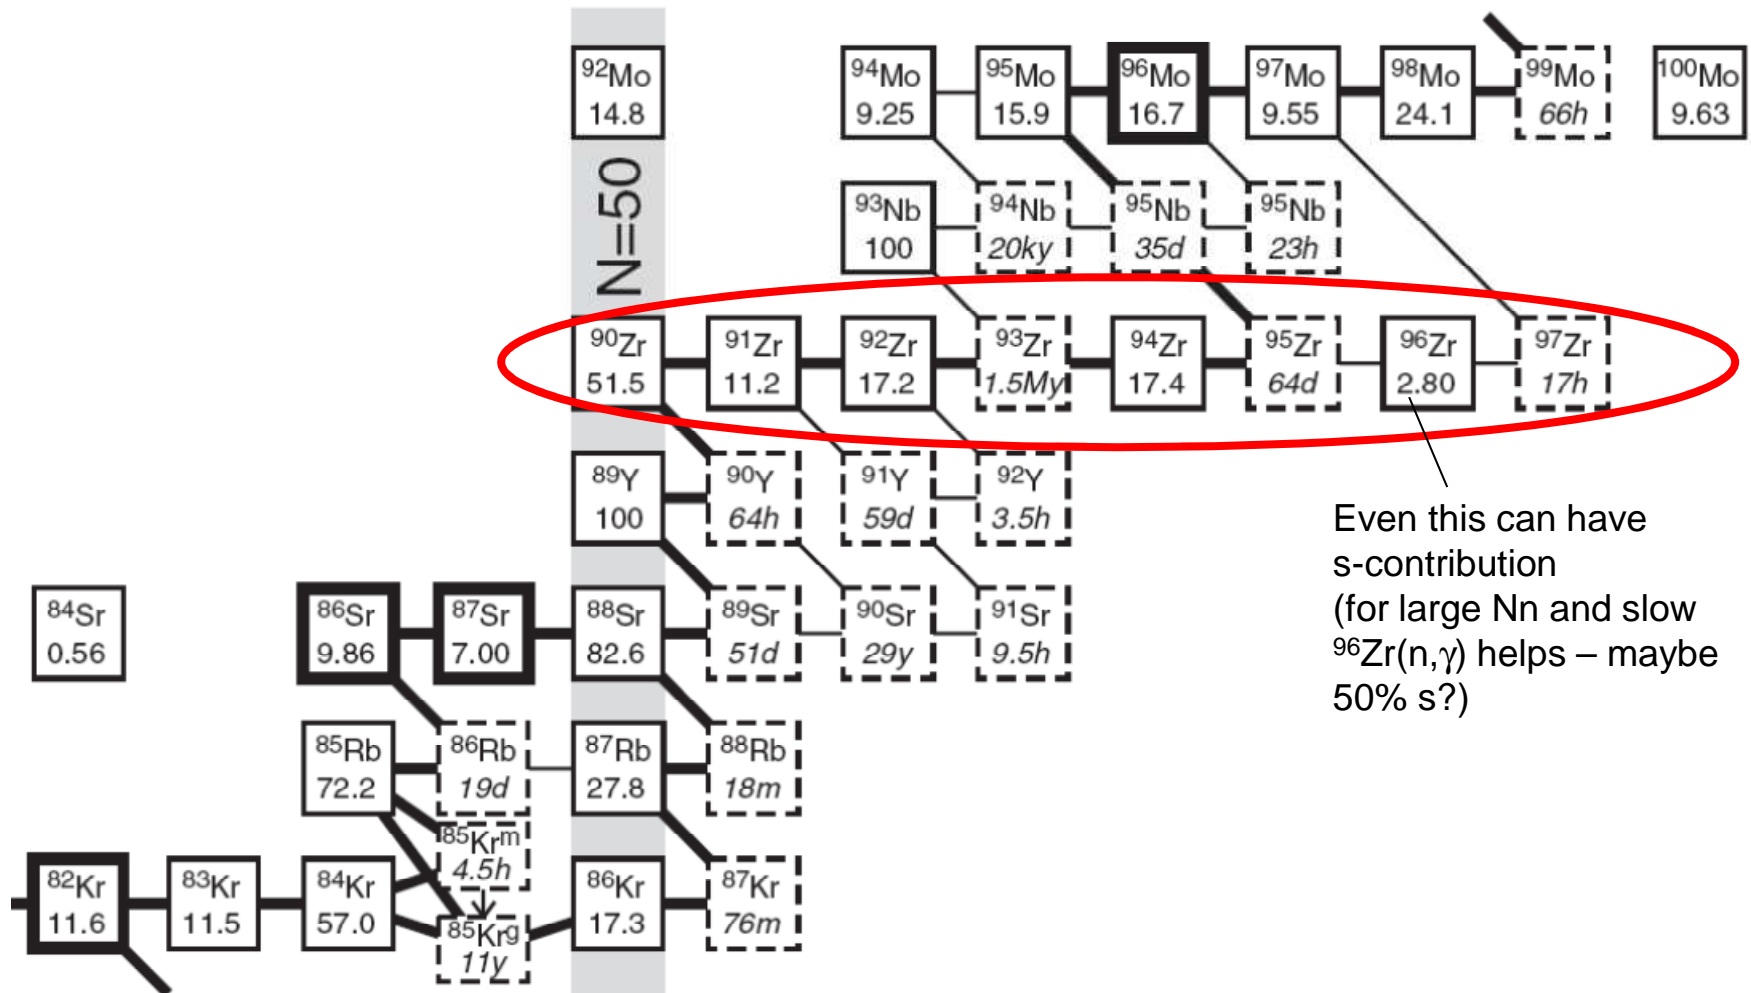 ⁹²Mo
14.8
⁹⁴Mo
9.25
⁹⁵Mo
15.9
⁹⁶Mo
16.7
⁹⁷Mo
9.55
⁹⁸Mo
24.1
⁹⁹Mo
66h
¹⁰⁰Mo
9.63
N=50
⁹³Nb
100
⁹⁴Nb
20ky
⁹⁵Nb
35d
⁹⁵Nb
23h
⁹⁰Zr
51.5
⁹¹Zr
11.2
⁹²Zr
17.2
⁹³Zr
1.5My
⁹⁴Zr
17.4
⁹⁵Zr
64d
⁹⁶Zr
2.80
⁹⁷Zr
17h
⁸⁹Y
100
⁹⁰Y
64h
⁹¹Y
59d
⁹²Y
3.5h
Even this can have
s-contribution
(for large Nn and slow
⁹⁶Zr(n,γ) helps – maybe
50% s?)
⁸⁴Sr
0.56
⁸⁶Sr
9.86
⁸⁷Sr
7.00
⁸⁸Sr
82.6
⁸⁹Sr
51d
⁹⁰Sr
29y
⁹¹Sr
9.5h
⁸⁵Rb
72.2
⁸⁶Rb
19d
⁸⁷Rb
27.8
⁸⁸Rb
18m
⁸⁵Krᵐ
4.5h
⁸²Kr
11.6
⁸³Kr
11.5
⁸⁴Kr
57.0
⁸⁵Krᵍ
11y
⁸⁶Kr
17.3
⁸⁷Kr
76m